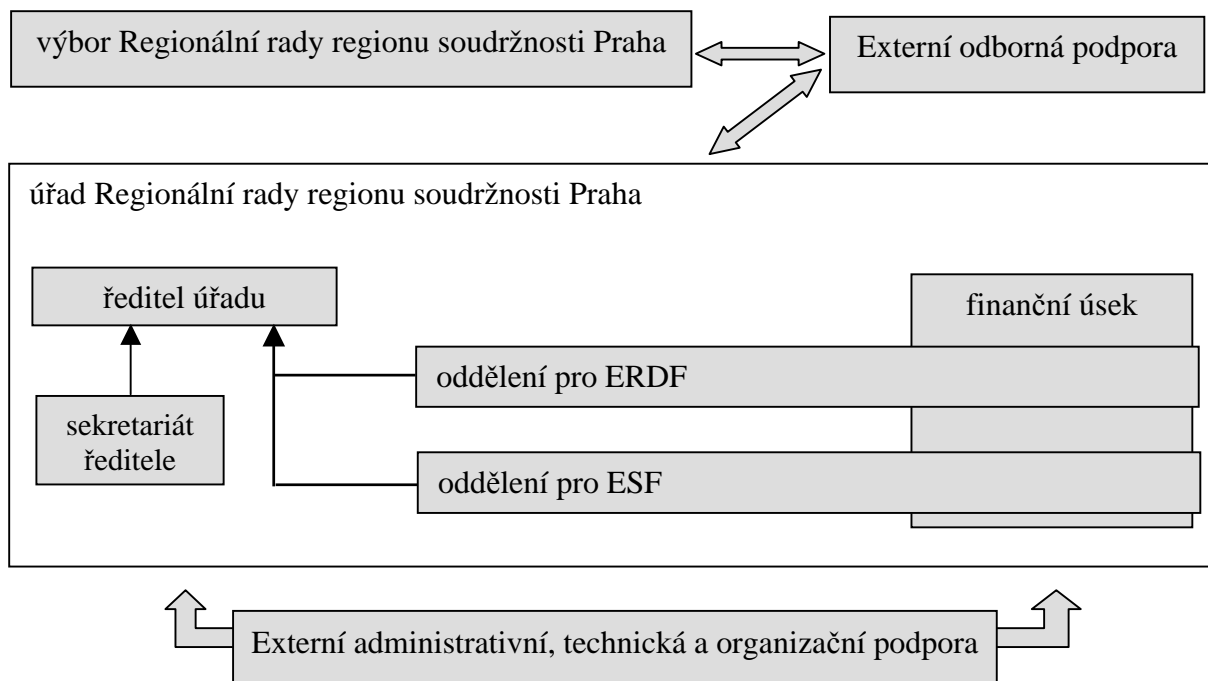 výbor Regionální rady regionu soudržnosti Praha
Externí odborná podpora
úřad Regionální rady regionu soudržnosti Praha
ředitel úřadu
finanční úsek
oddělení pro ERDF
sekretariát
ředitele
oddělení pro ESF
Externí administrativní, technická a organizační podpora